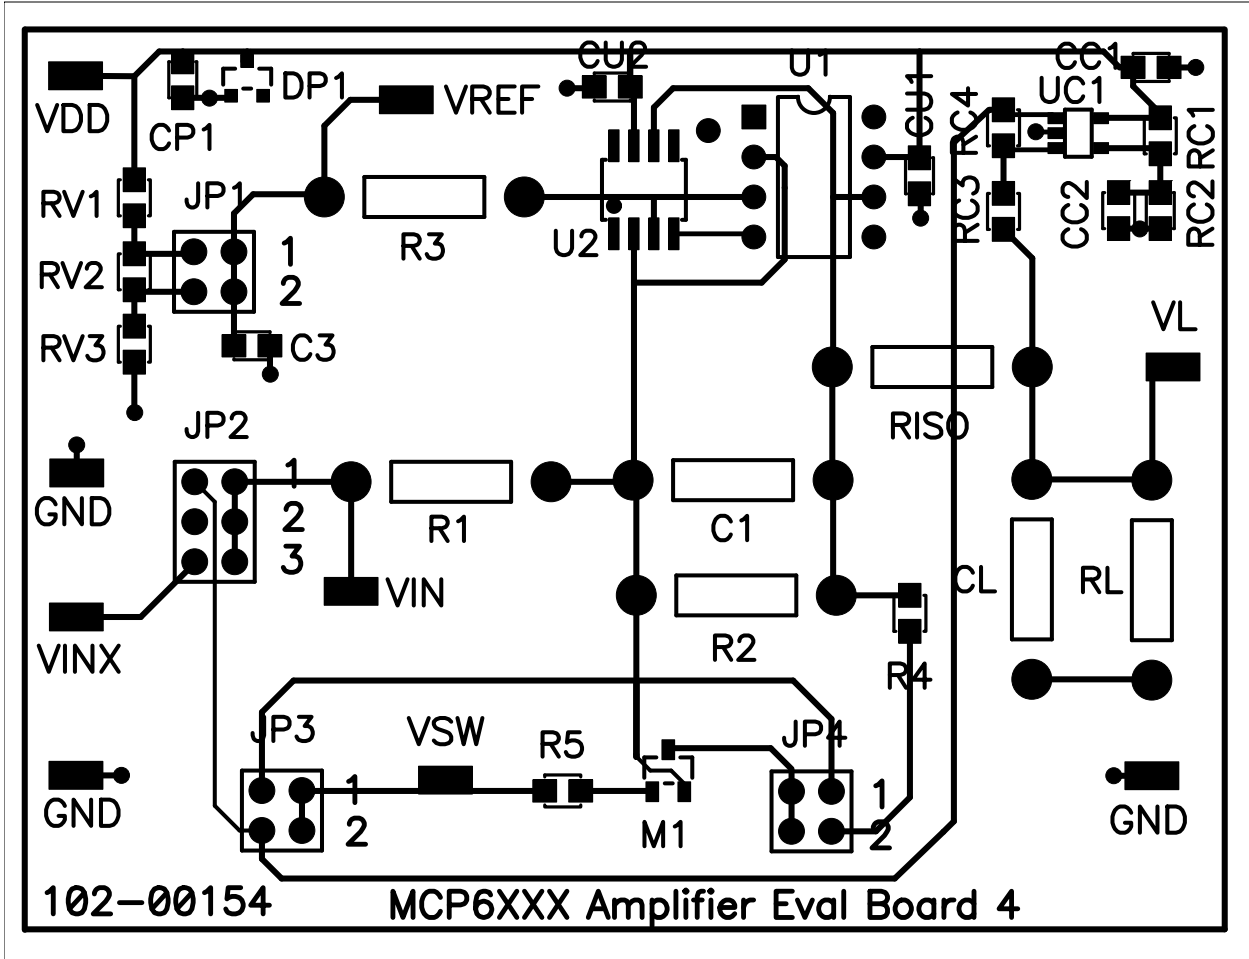 CU2
U1
CC1
VDD
DP1
VREF
UC1
CP1
CU1
RC4
RC1
RV1
JP1
R3
U2
RC3
CC2
RC2
RV2
1
2
RV3
C3
VL
JP2
RISO
GND
1
2
3
R1
C1
VIN
CL
RL
VINX
R2
R4
JP3
VSW
R5
JP4
GND
1
2
M1
1
2
GND
102-00154
MCP6XXX Amplifier Eval Board 4